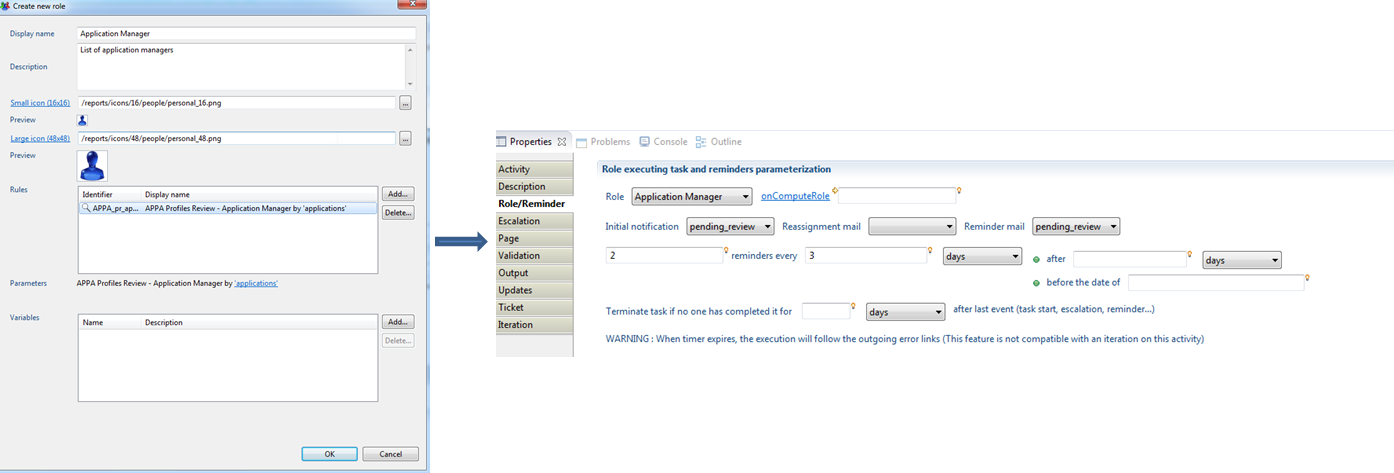 Create new role
Display name Application Manager
Description List of application managers
Small icon (16x16) /reports/icons/16/people/personal_16.png ...
Preview
Large icon (48x48) /reports/icons/48/people/personal_48.png ...
Preview
Rules Identifier Display name Add...
APPA_pr_ap... APPA Profiles Review - Application Manager by 'applications' Delete...
Parameters APPA Profiles Review - Application Manager by 'applications'
Variables Name Description Add...
Delete...
OK Cancel
Properties Problems Console Outline
Activity
Description
Role/Reminder
Escalation
Page
Validation
Output
Updates
Ticket
Iteration
Role executing task and reminders parameterization
Role Application Manager onComputeRole
Initial notification pending_review Reassignment mail Reminder mail pending_review
2 reminders every 3 days after days
before the date of
Terminate task if no one has completed it for days after last event (task start, escalation, reminder...)
WARNING : When timer expires, the execution will follow the outgoing error links (This feature is not compatible with an iteration on this activity)